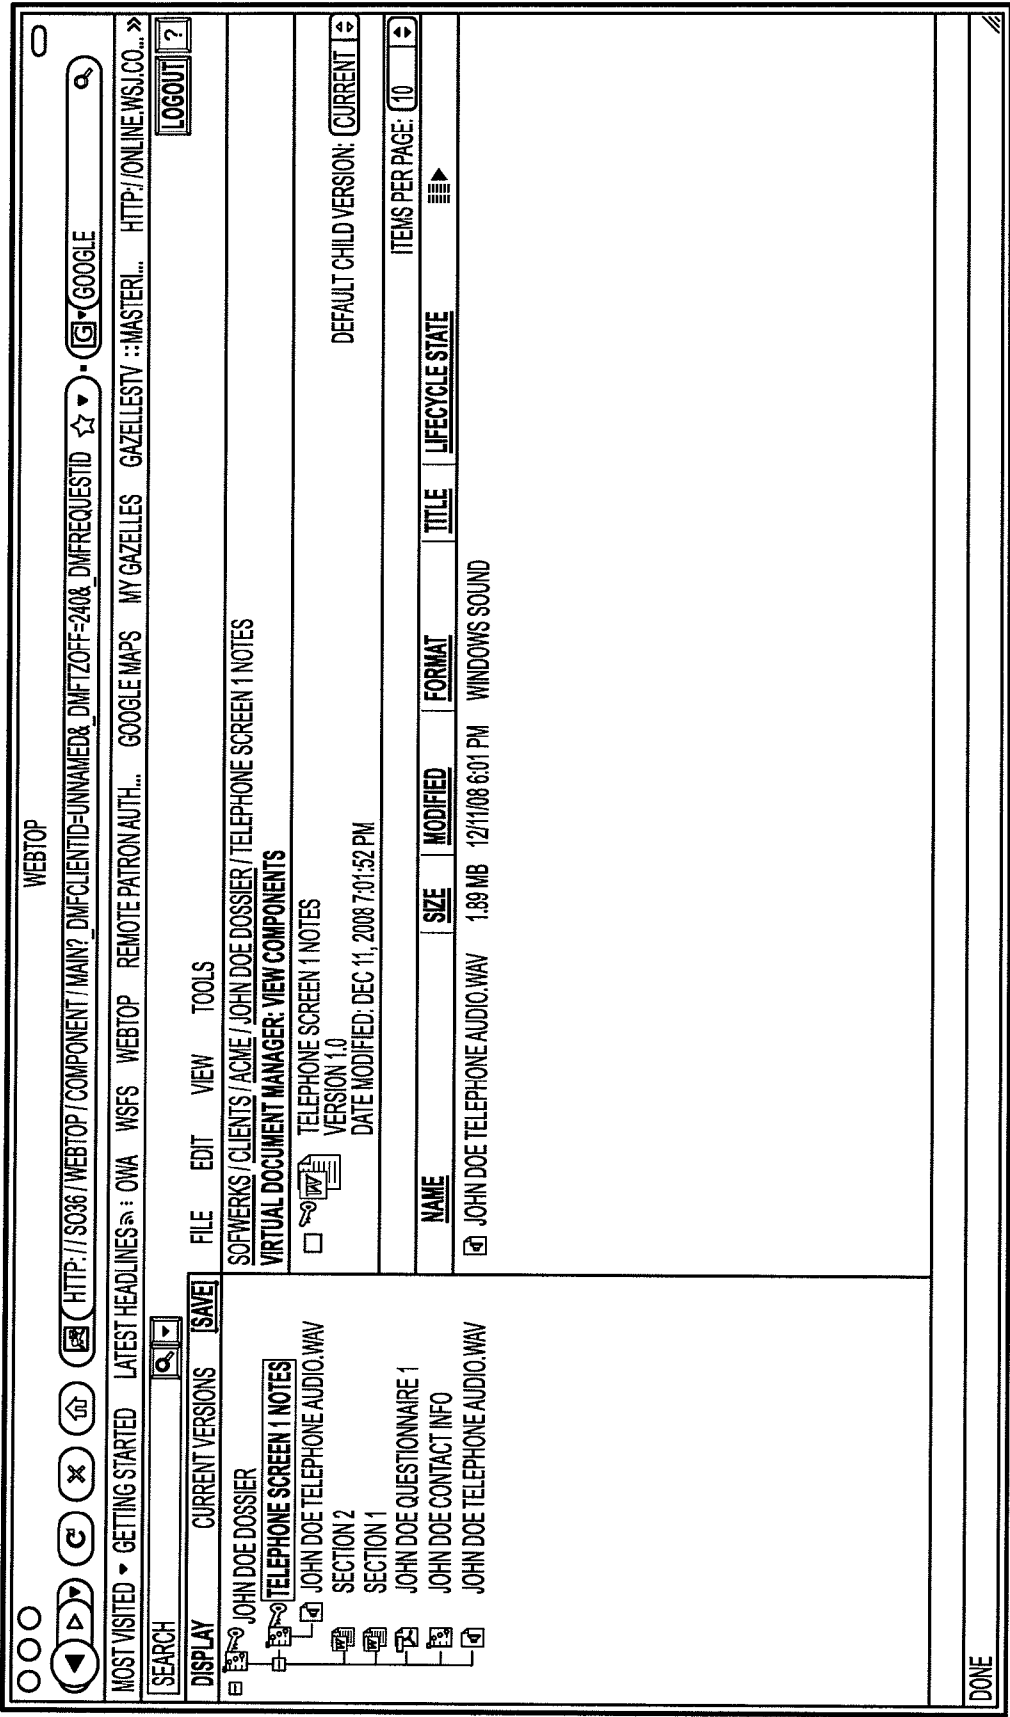 WEBTOP
HTTP://SO36/WEBTOP/COMPONENT/MAIN?_DMFCLIENTID=UNNAMED&_DMFTZOFF=240&_DMFREQUESTID
G GOOGLE
MOST VISITED GETTING STARTED LATEST HEADLINES : OWA WSFS WEBTOP REMOTE PATRON AUTH... GOOGLE MAPS MY GAZELLES GAZELLESTV ::MASTERI... HTTP://ONLINE.WSJ.CO... »
SEARCH
LOGOUT ?
DISPLAY CURRENT VERSIONS [SAVE]
FILE EDIT VIEW TOOLS
JOHN DOE DOSSIER
TELEPHONE SCREEN 1 NOTES
JOHN DOE TELEPHONE AUDIO.WAV
SECTION 2
SECTION 1
JOHN DOE QUESTIONNAIRE 1
JOHN DOE CONTACT INFO
JOHN DOE TELEPHONE AUDIO.WAV
SOFWERKS / CLIENTS / ACME / JOHN DOE DOSSIER / TELEPHONE SCREEN 1 NOTES
VIRTUAL DOCUMENT MANAGER: VIEW COMPONENTS
TELEPHONE SCREEN 1 NOTES
VERSION 1.0
DATE MODIFIED: DEC 11, 2008 7:01:52 PM
DEFAULT CHILD VERSION: CURRENT
ITEMS PER PAGE: 10
NAME SIZE MODIFIED FORMAT TITLE LIFECYCLE STATE
JOHN DOE TELEPHONE AUDIO.WAV 1.89 MB 12/11/08 6:01 PM WINDOWS SOUND
DONE